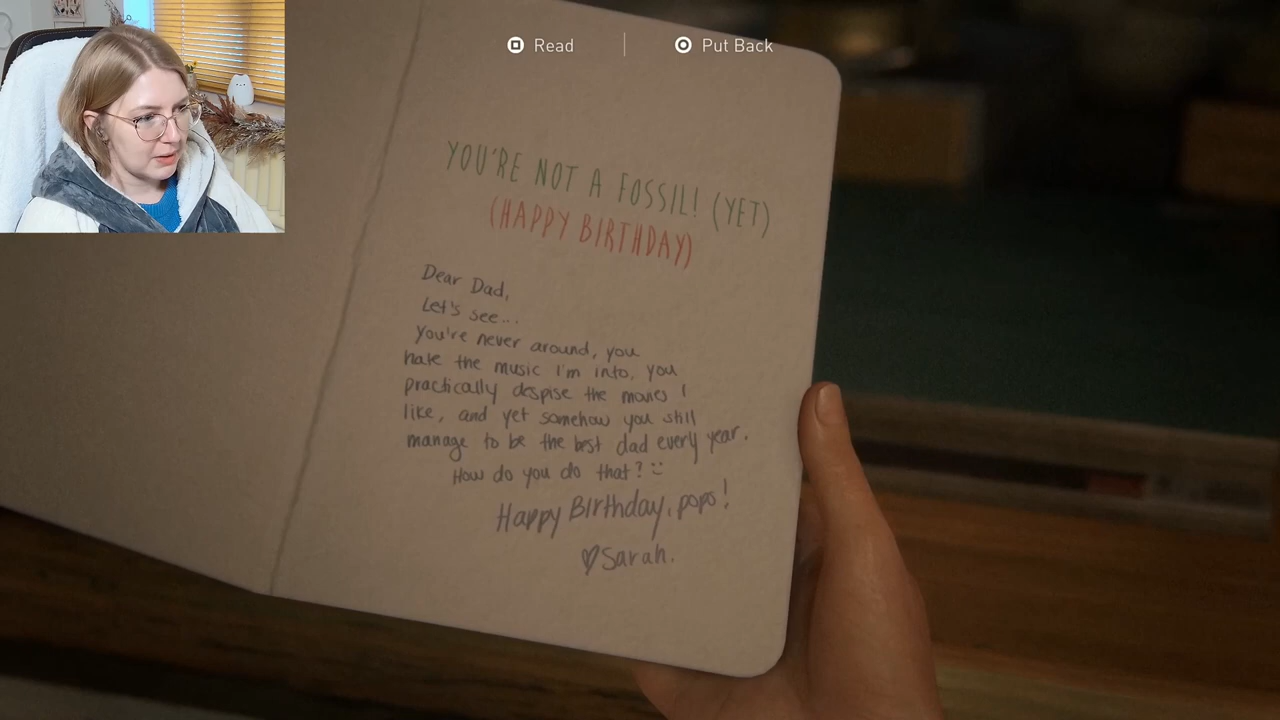 Read
Put Back
YOU'RE NOT A FOSSIL! (YET)
(HAPPY BIRTHDAY)
Dear Dad,
Let's see...
You're never around, you
hate the music I'm into, you
practically despise the movies I
like, and yet somehow you still
manage to be the best dad every year.
How do you do that? :)
Happy Birthday, pops!
♡Sarah.